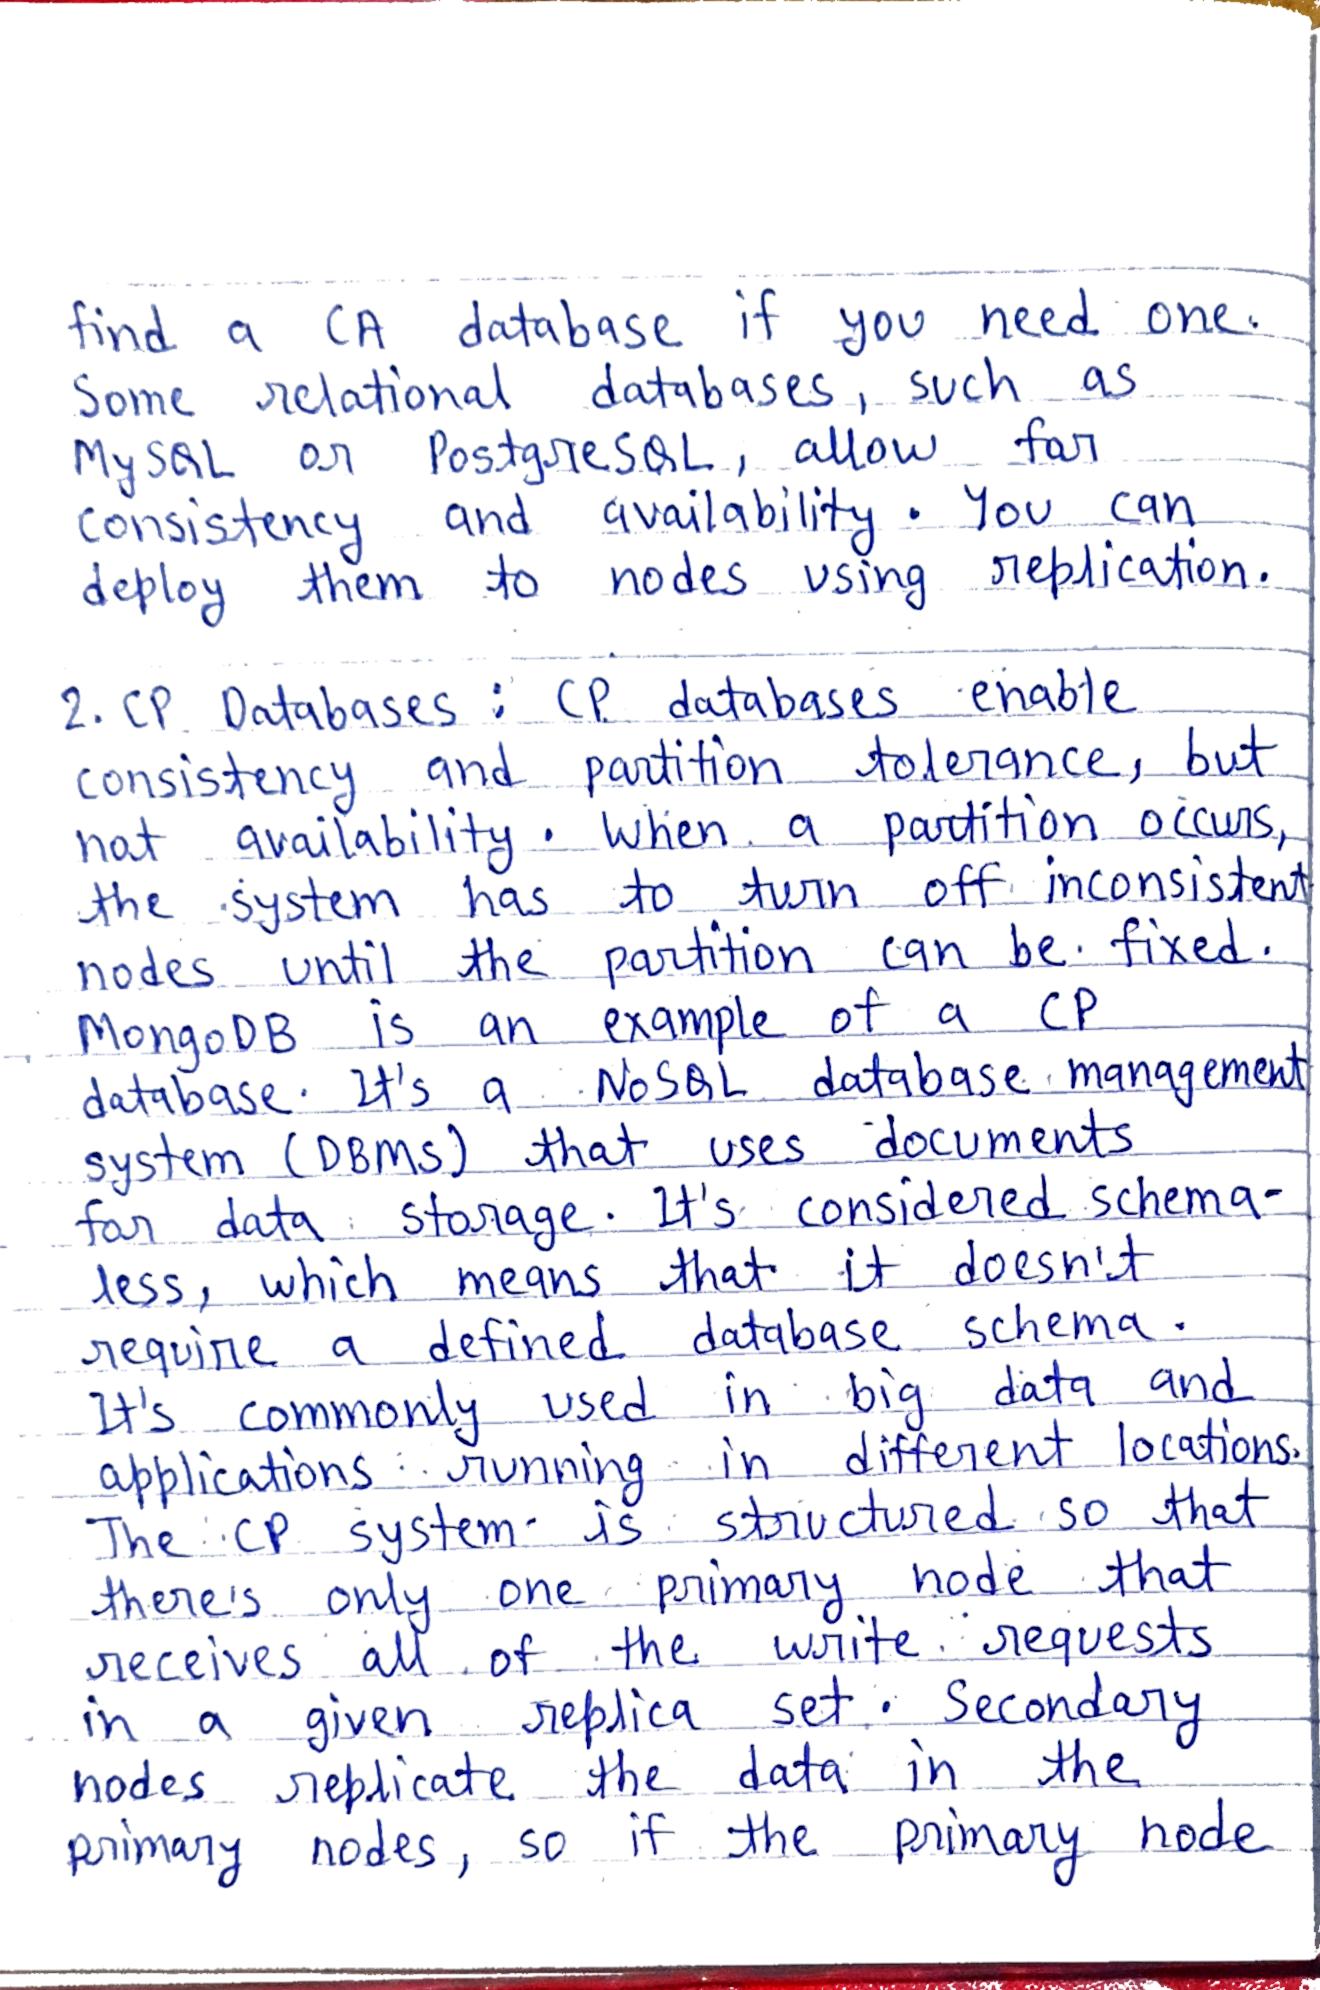 find a CA database if you need one.
Some relational databases, such as
MySQL or PostgreSQL, allow for
consistency and availability. You can
deploy them to nodes using replication.
2. CP Databases : CP databases enable
consistency and partition tolerance, but
not availability. When a partition occurs,
the system has to turn off inconsistent
nodes until the partition can be fixed.
MongoDB is an example of a CP
database. It's a NoSQL database management
system (DBMS) that uses documents
for data storage. It's considered schema-
less, which means that it doesn't
require a defined database schema.
It's commonly used in big data and
applications running in different locations.
The CP system is structured so that
there's only one primary node that
receives all of the write requests
in a given replica set. Secondary
nodes replicate the data in the
primary nodes, so if the primary node